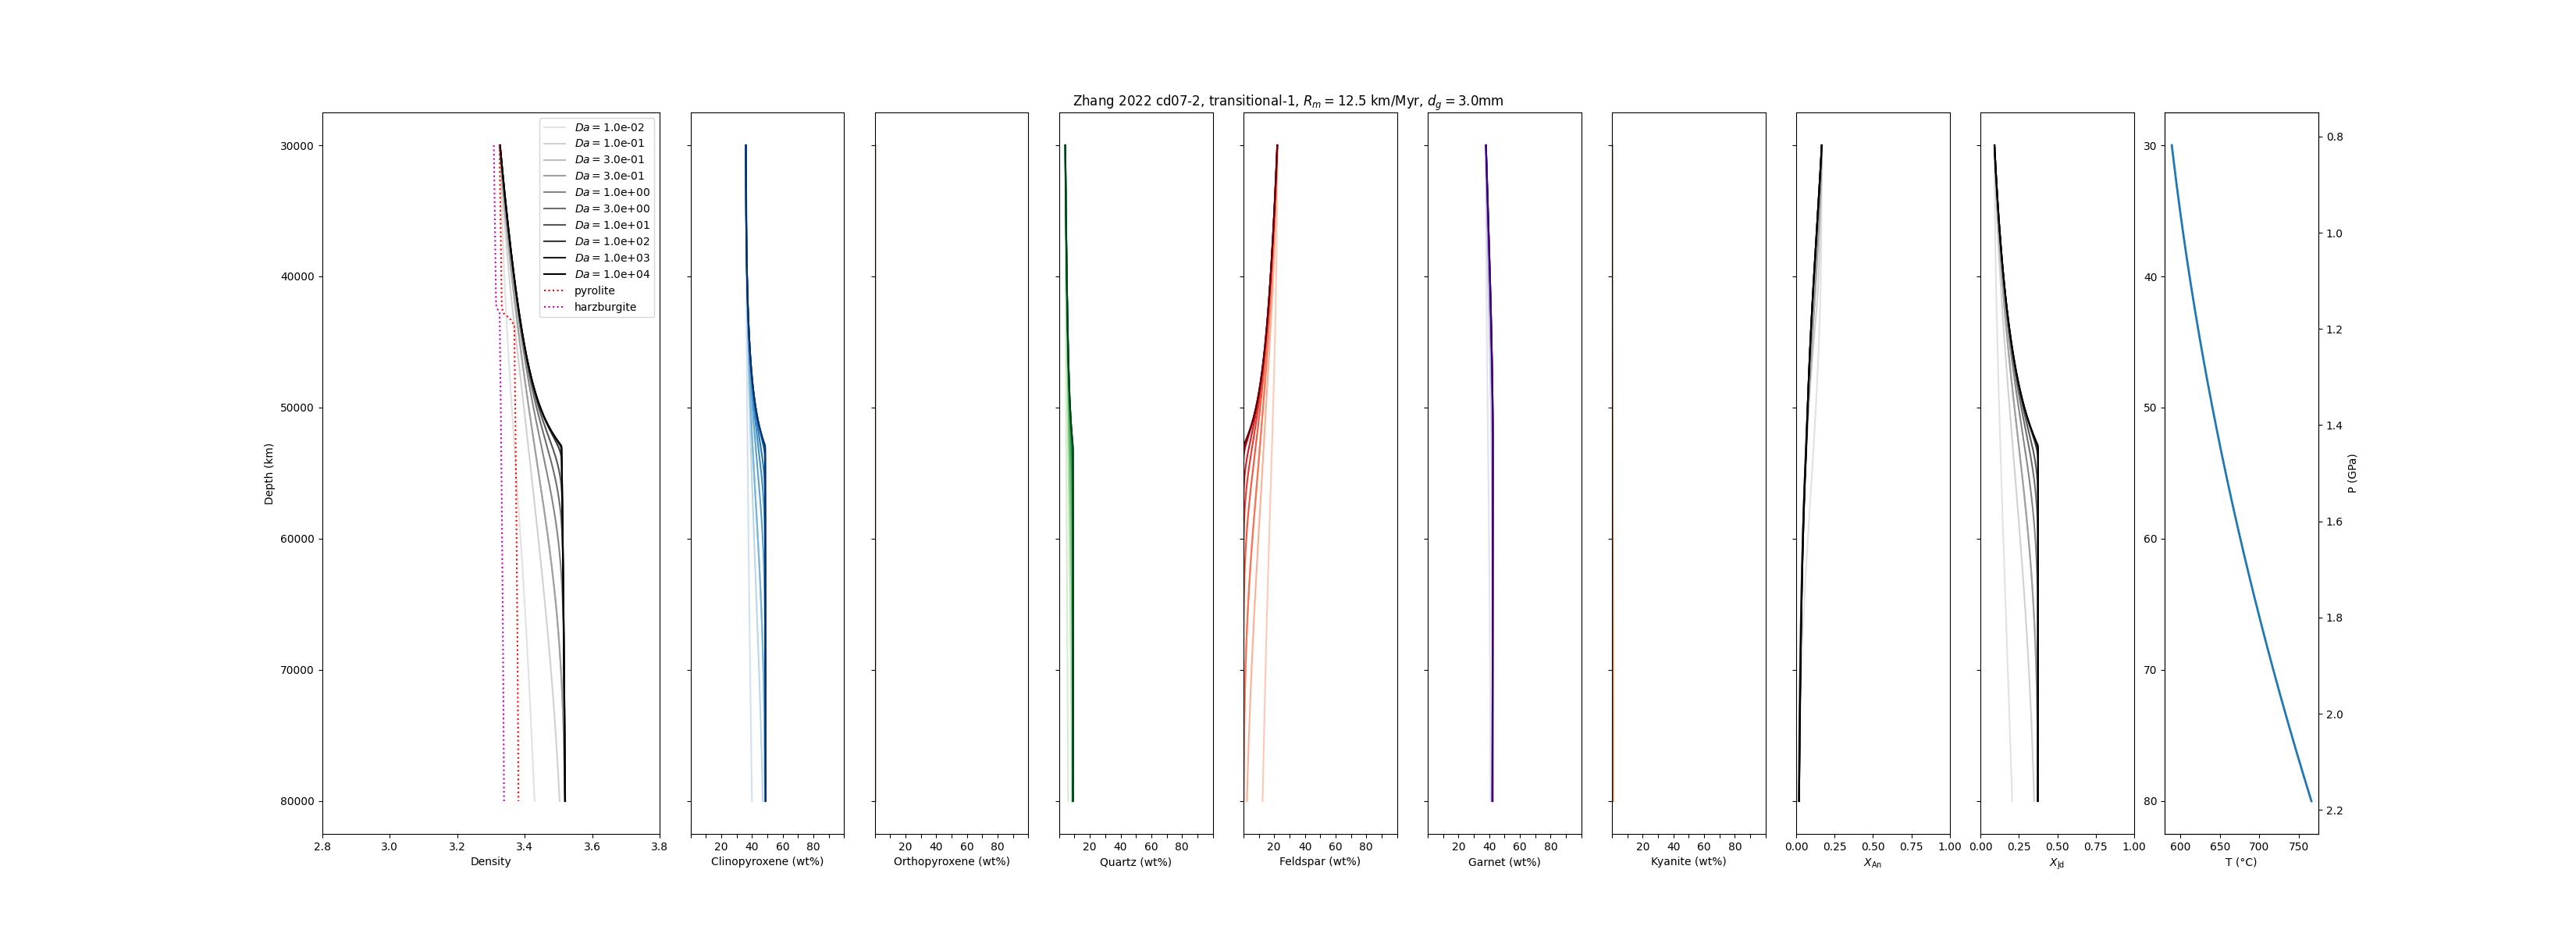 Zhang 2022 cd07-2, transitional-1, Rm = 12.5 km/Myr, dg = 3.0mm
Da = 1.0e-02
Da = 1.0e-01
Da = 3.0e-01
Da = 3.0e-01
Da = 1.0e+00
Da = 3.0e+00
Da = 1.0e+01
Da = 1.0e+02
Da = 1.0e+03
Da = 1.0e+04
pyrolite
harzburgite
Depth (km)
30000
40000
50000
60000
70000
80000
30
40
50
60
70
80
0.8
1.0
1.2
1.4
1.6
1.8
2.0
2.2
P (GPa)
2.8 3.0 3.2 3.4 3.6 3.8
20 40 60 80
20 40 60 80
20 40 60 80
20 40 60 80
20 40 60 80
20 40 60 80
0.00 0.25 0.50 0.75 1.00
0.00 0.25 0.50 0.75 1.00
600 650 700 750
Density
Clinopyroxene (wt%)
Orthopyroxene (wt%)
Quartz (wt%)
Feldspar (wt%)
Garnet (wt%)
Kyanite (wt%)
XAn
XJd
T (°C)